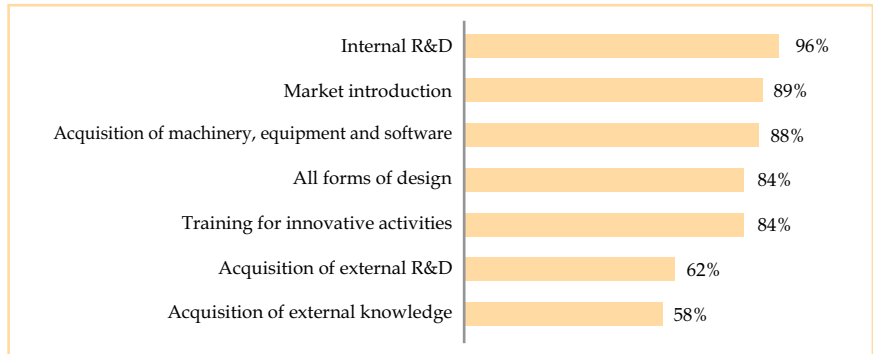 Internal R&D 96%
Market introduction 89%
Acquisition of machinery, equipment and software 88%
All forms of design 84%
Training for innovative activities 84%
Acquisition of external R&D 62%
Acquisition of external knowledge 58%